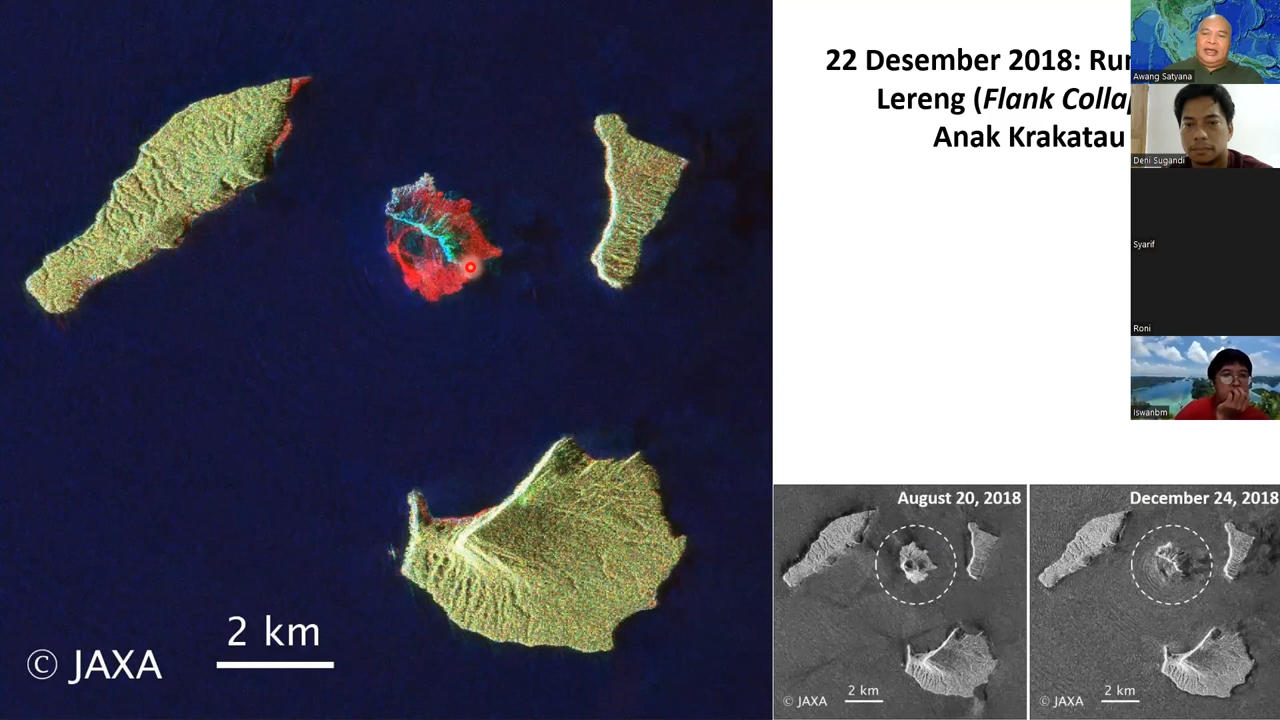 22 Desember 2018: Ru
Lereng (Flank Colla
Anak Krakatau
Awang Satyana
Deni Sugandi
Syarif
Roni
Iswanbm
2 km
© JAXA
August 20, 2018
2 km
© JAXA
December 24, 2018
2 km
© JAXA